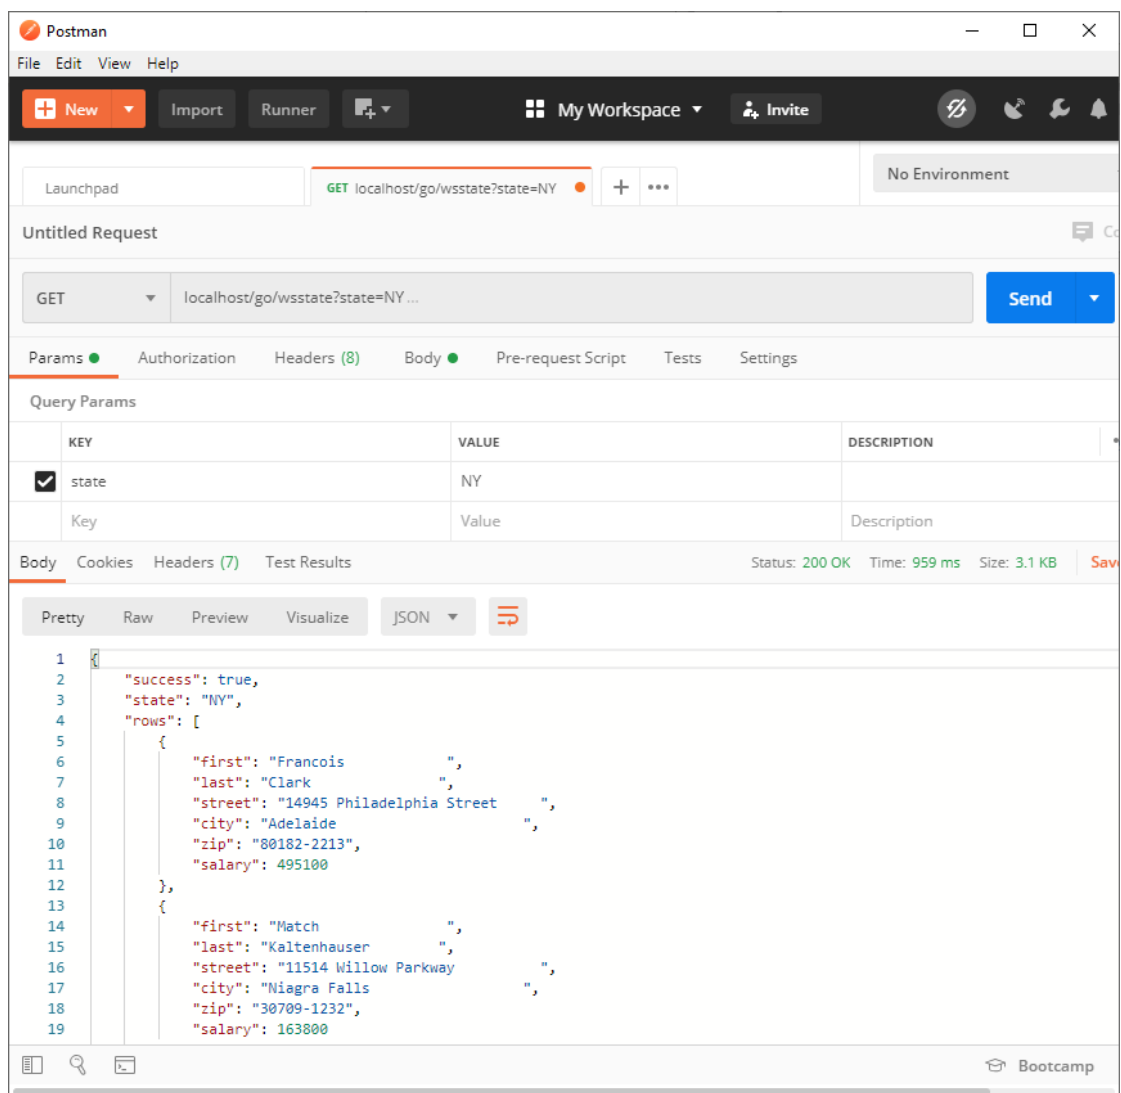 Postman
File Edit View Help
New Import Runner My Workspace Invite
Launchpad GET localhost/go/wsstate?state=NY No Environment
Untitled Request
GET localhost/go/wsstate?state=NY ... Send
Params Authorization Headers (8) Body Pre-request Script Tests Settings
Query Params
KEY VALUE DESCRIPTION
state NY
Key Value Description
Body Cookies Headers (7) Test Results Status: 200 OK Time: 959 ms Size: 3.1 KB Sav
Pretty Raw Preview Visualize JSON
1 {
2 "success": true,
3 "state": "NY",
4 "rows": [
5 {
6 "first": "Francois          ",
7 "last": "Clark          ",
8 "street": "14945 Philadelphia Street     ",
9 "city": "Adelaide          ",
10 "zip": "80182-2213",
11 "salary": 495100
12 },
13 {
14 "first": "Match          ",
15 "last": "Kaltenhauser        ",
16 "street": "11514 Willow Parkway          ",
17 "city": "Niagra Falls          ",
18 "zip": "30709-1232",
19 "salary": 163800
Bootcamp